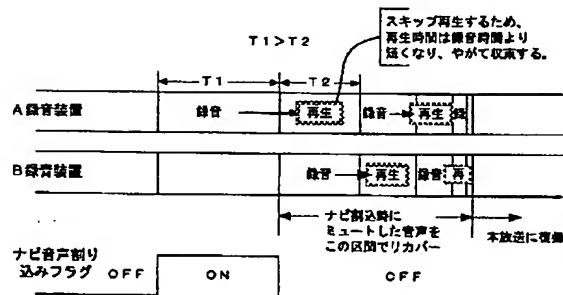 スキップ再生するため、
再生時間は録音時間より
短くなり、やがて収束する。
T1>T2
T1
T2
A録音装置
録音
再生
録音
再生
録
B録音装置
録音
再生
録音
再
ナビ割込時に
ミュートした音声を
この区間でリカバー
本放送に復帰
ナビ音声割り
込みフラグ
OFF
ON
OFF